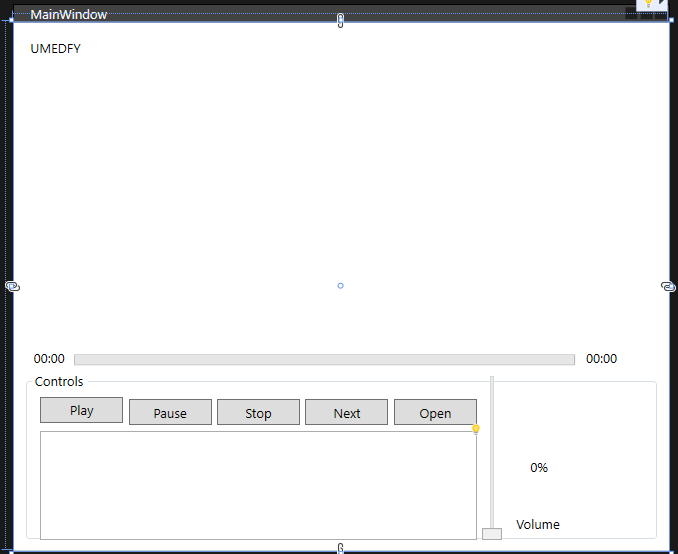 MainWindow
UMEDFY
00:00 00:00
Controls
Play Pause Stop Next Open
0%
Volume